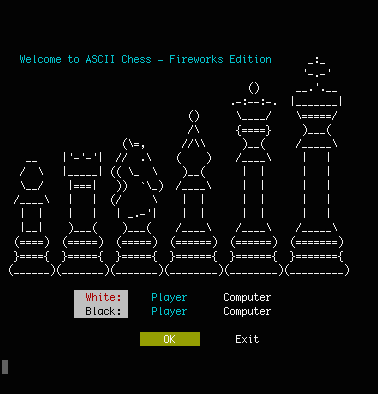 Welcome to ASCII Chess - Fireworks Edition
White: Player Computer
Black: Player Computer
OK Exit